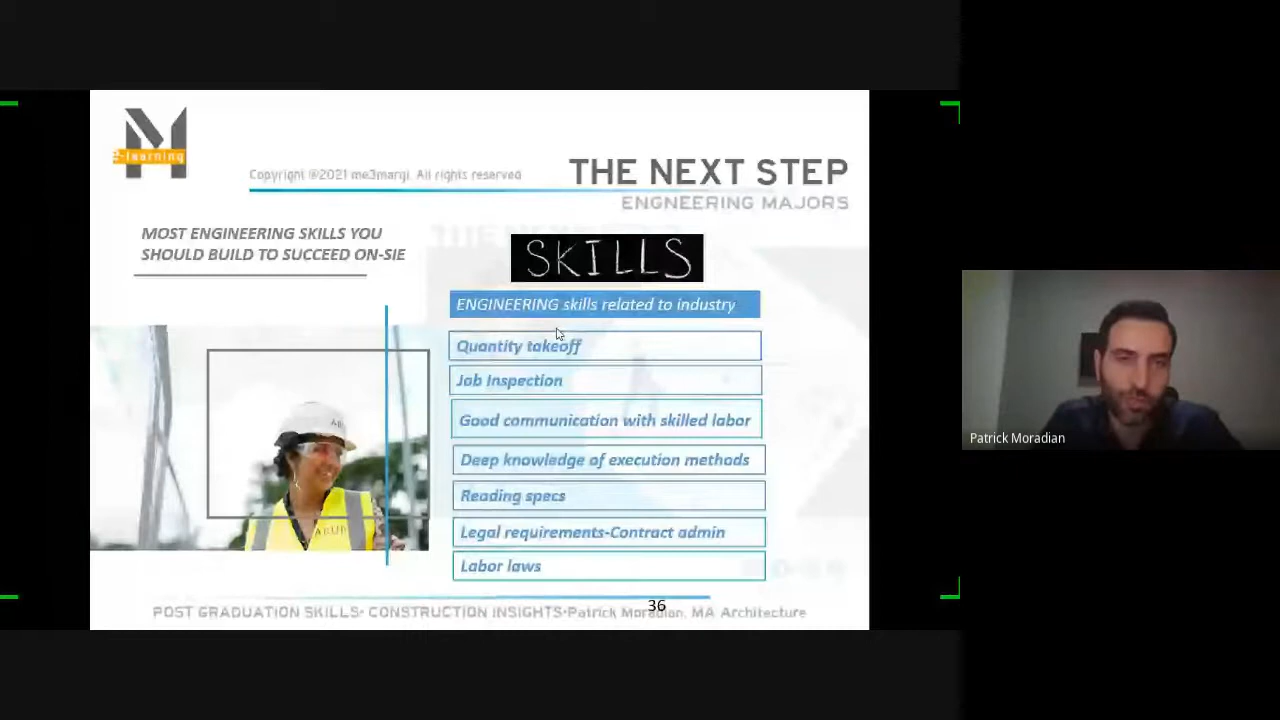 e-learning
Copyright @2021 me3marji. All rights reserved
THE NEXT STEP
ENGNEERING MAJORS
MOST ENGINEERING SKILLS YOU
SHOULD BUILD TO SUCCEED ON-SIE
SKILLS
ENGINEERING skills related to industry
Quantity takeoff
Job Inspection
Good communication with skilled labor
Deep knowledge of execution methods
Reading specs
Legal requirements-Contract admin
Labor laws
ARUP
36
POST GRADUATION SKILLS• CONSTRUCTION INSIGHTS•Patrick Moradian, MA Architecture
Patrick Moradian